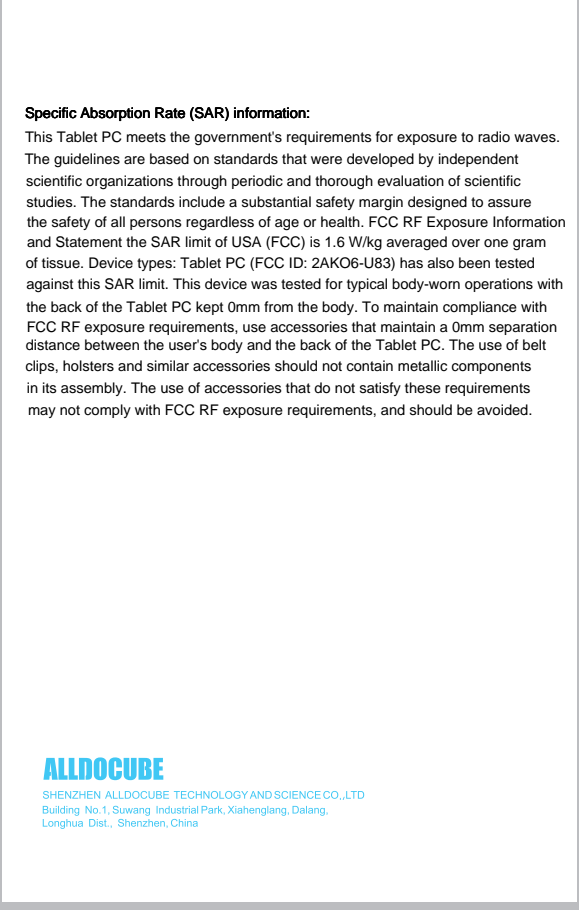 Specific Absorption Rate (SAR) information:
This Tablet PC meets the government's requirements for exposure to radio waves.
The guidelines are based on standards that were developed by independent
scientific organizations through periodic and thorough evaluation of scientific
studies. The standards include a substantial safety margin designed to assure
the safety of all persons regardless of age or health. FCC RF Exposure Information
and Statement the SAR limit of USA (FCC) is 1.6 W/kg averaged over one gram
of tissue. Device types: Tablet PC (FCC ID: 2AKO6-U83) has also been tested
against this SAR limit. This device was tested for typical body-worn operations with
the back of the Tablet PC kept 0mm from the body. To maintain compliance with
FCC RF exposure requirements, use accessories that maintain a 0mm separation
distance between the user's body and the back of the Tablet PC. The use of belt
clips, holsters and similar accessories should not contain metallic components
in its assembly. The use of accessories that do not satisfy these requirements
may not comply with FCC RF exposure requirements, and should be avoided.
ALLDOCUBE
SHENZHEN ALLDOCUBE TECHNOLOGY AND SCIENCE CO,.LTD
Building No.1, Suwang Industrial Park, Xiahenglang, Dalang,
Longhua Dist., Shenzhen, China